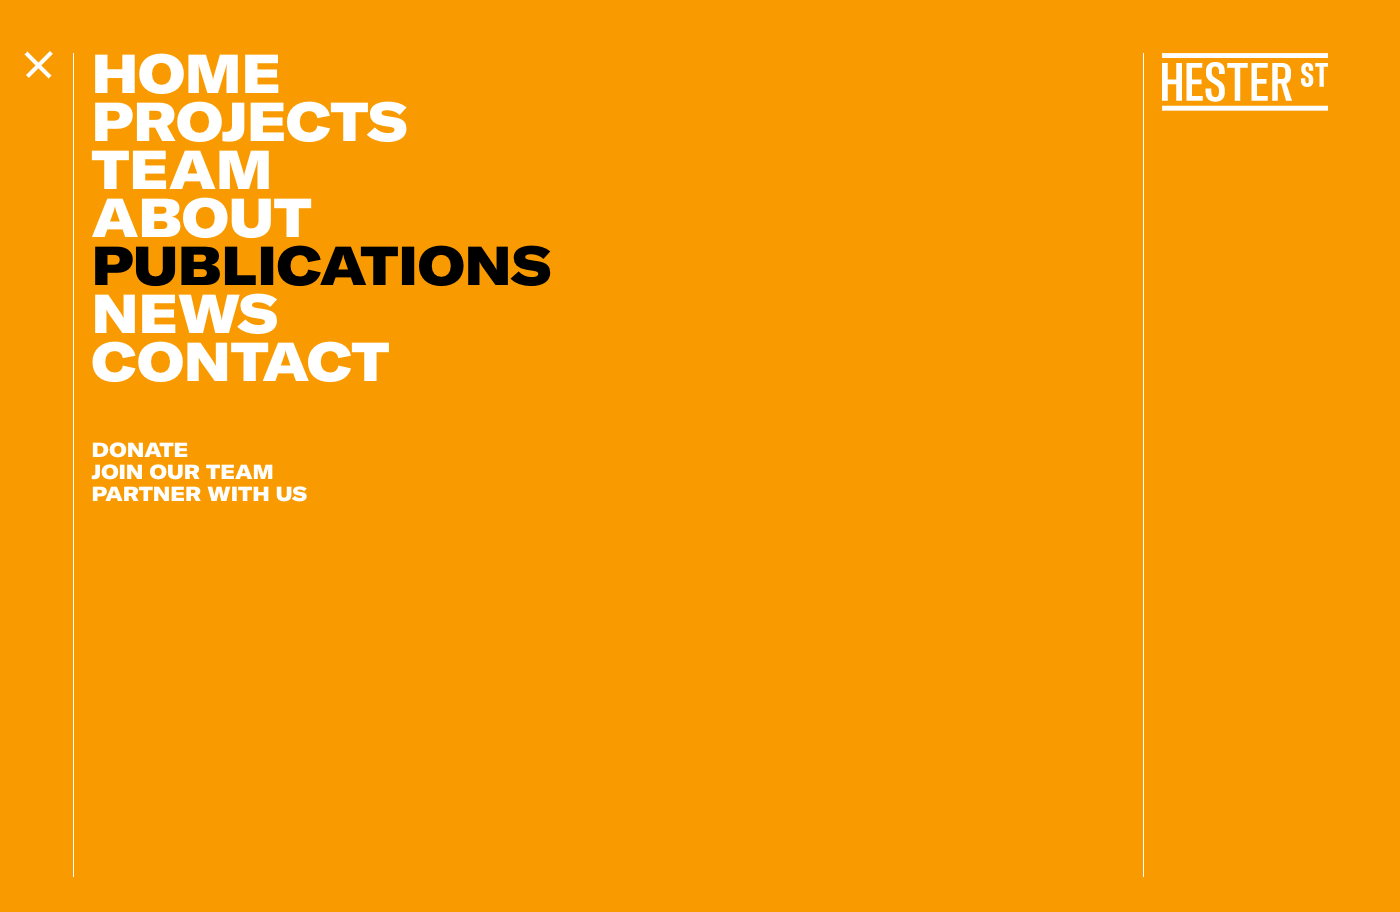 HOME
PROJECTS
TEAM
ABOUT
PUBLICATIONS
NEWS
CONTACT
DONATE
JOIN OUR TEAM
PARTNER WITH US
HESTER ST